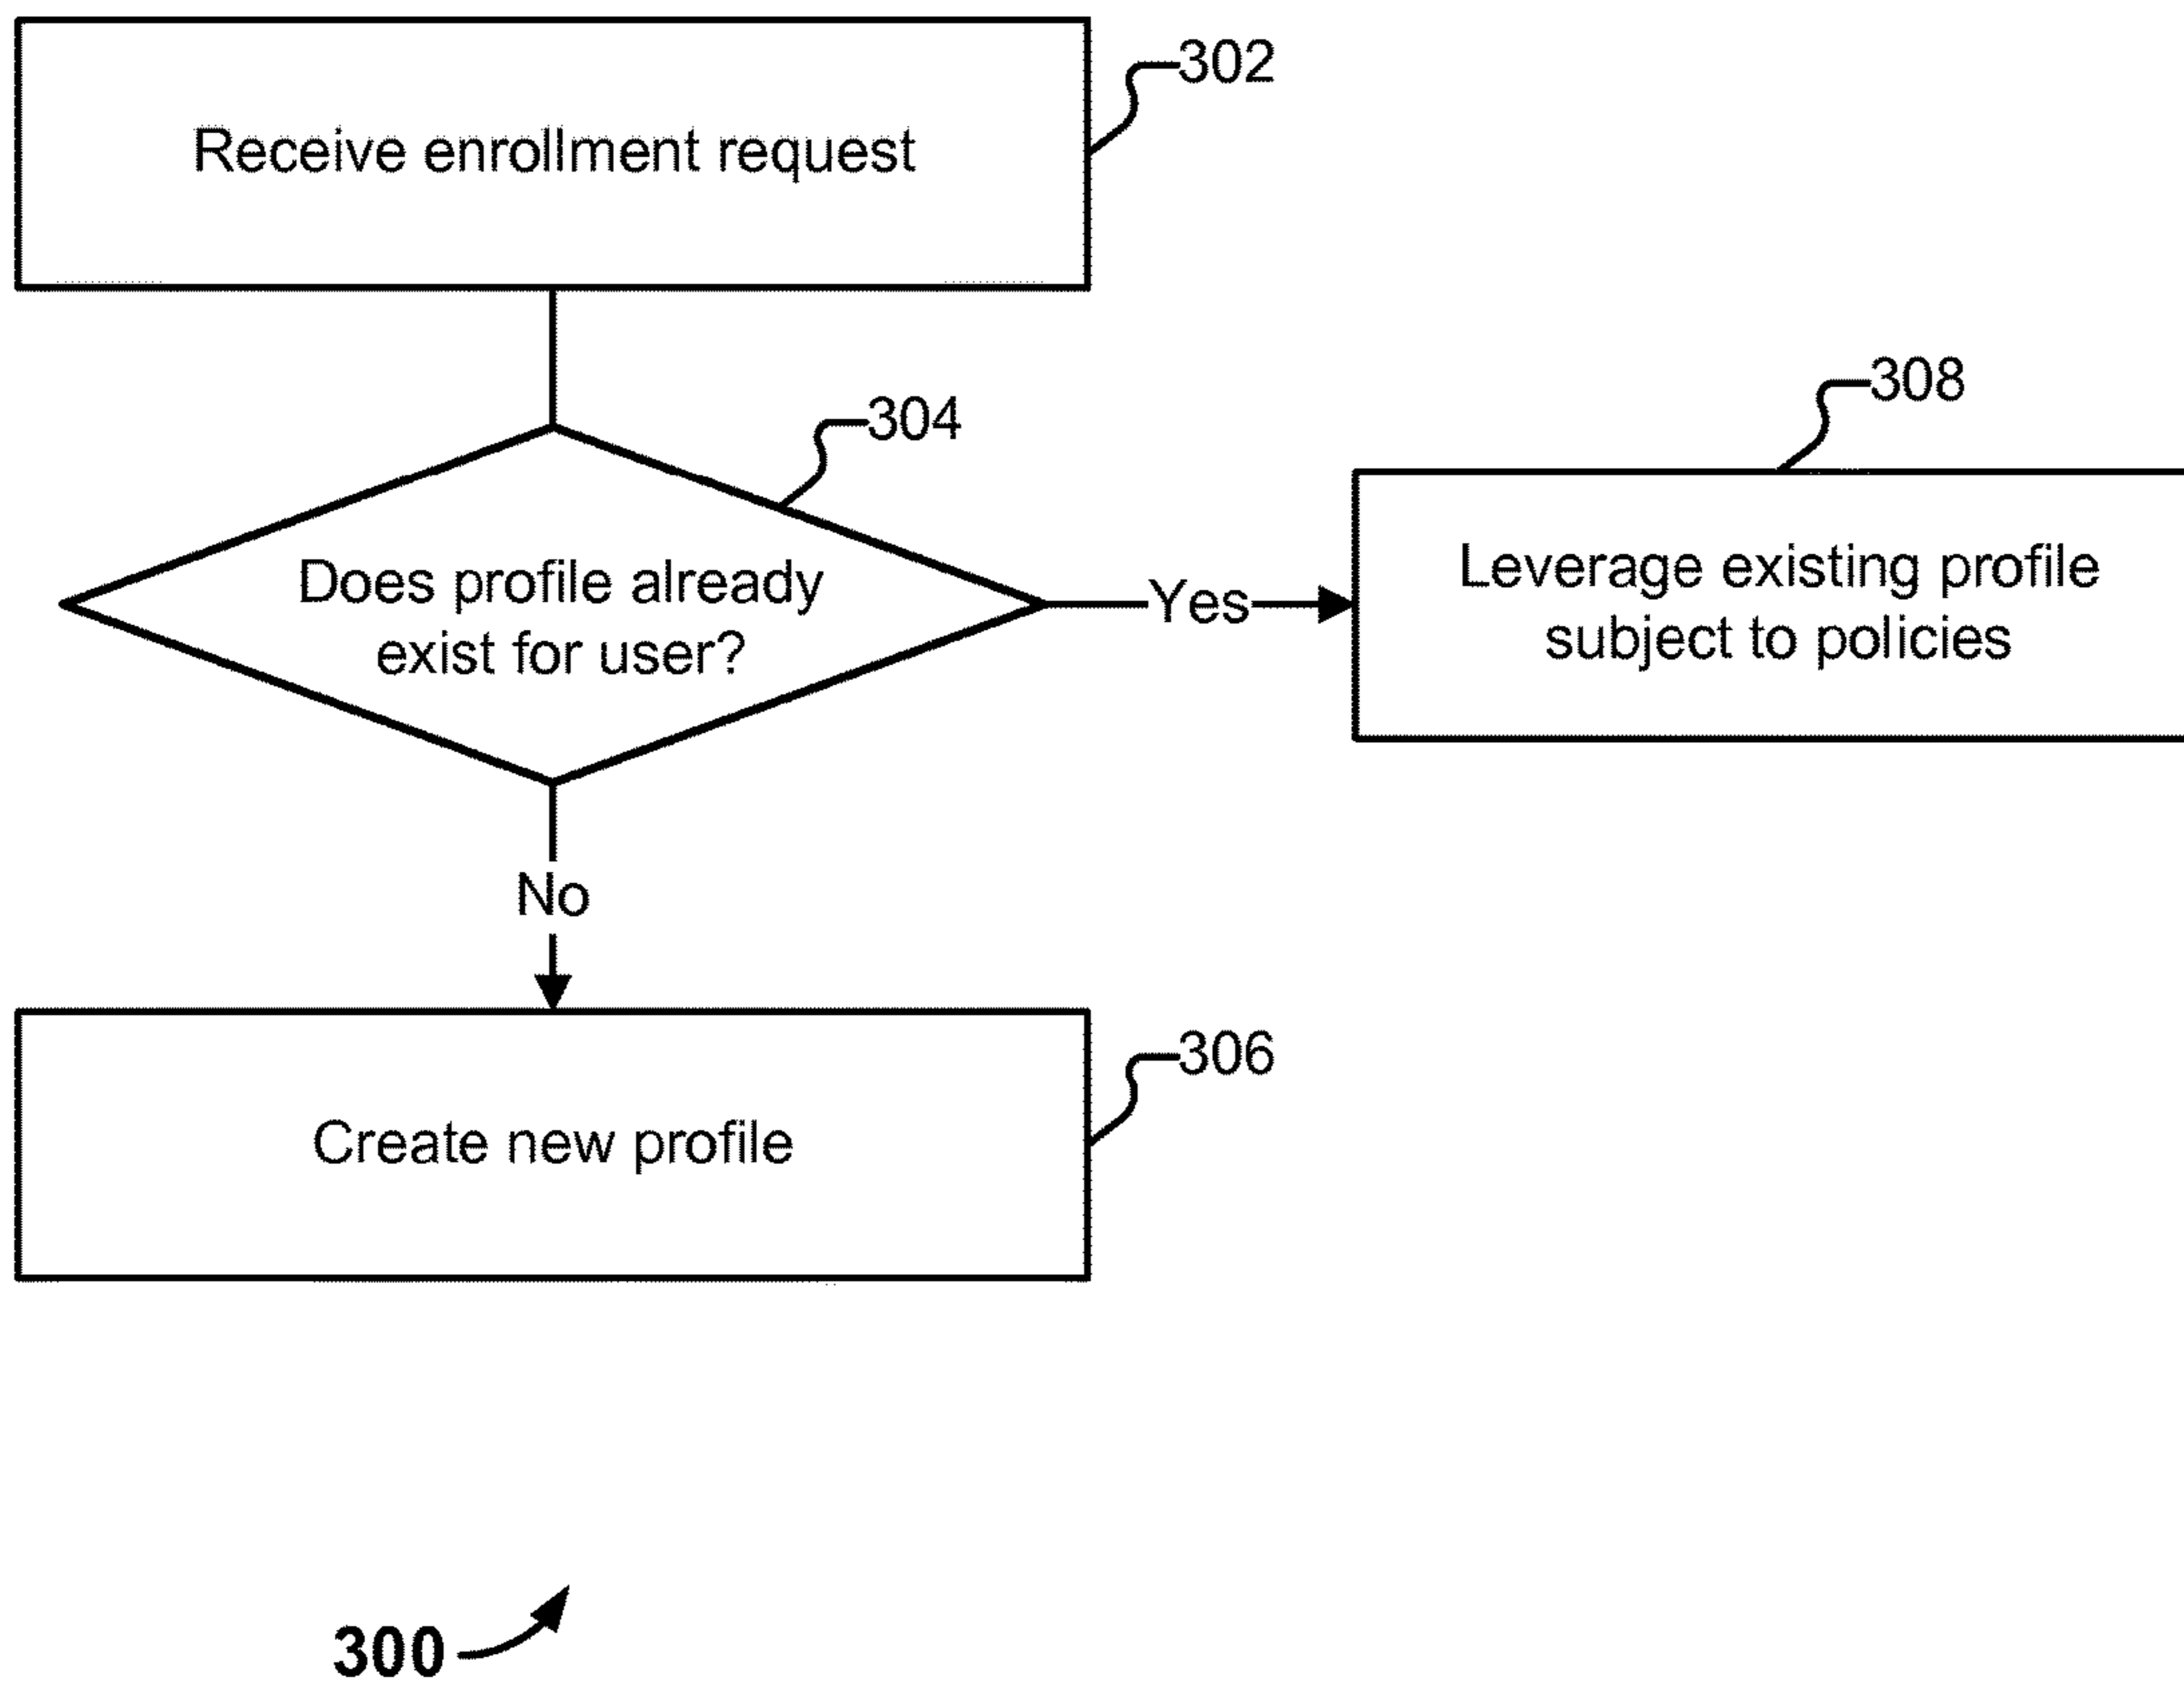 302
Receive enrollment request
304
Does profile already
exist for user?
Yes
308
Leverage existing profile
subject to policies
No
306
Create new profile
300